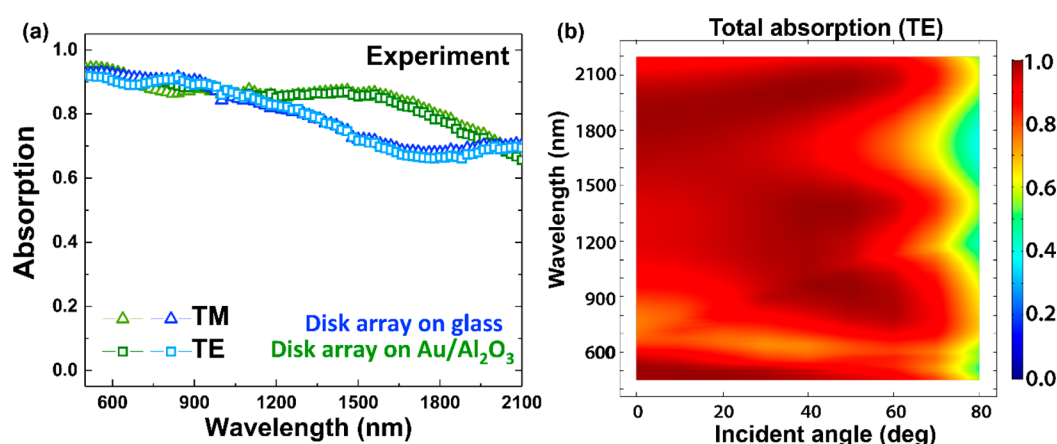 (a)
1.0
0.8
0.6
0.4
0.2
0.0
Absorption
Experiment
TM
TE
Disk array on glass
Disk array on Au/Al₂O₃
600 900 1200 1500 1800 2100
Wavelength (nm)
(b)
Total absorption (TE)
2100
1800
1500
1200
900
600
Wavelength (nm)
0 20 40 60 80
Incident angle (deg)
1.0
0.8
0.6
0.4
0.2
0.0